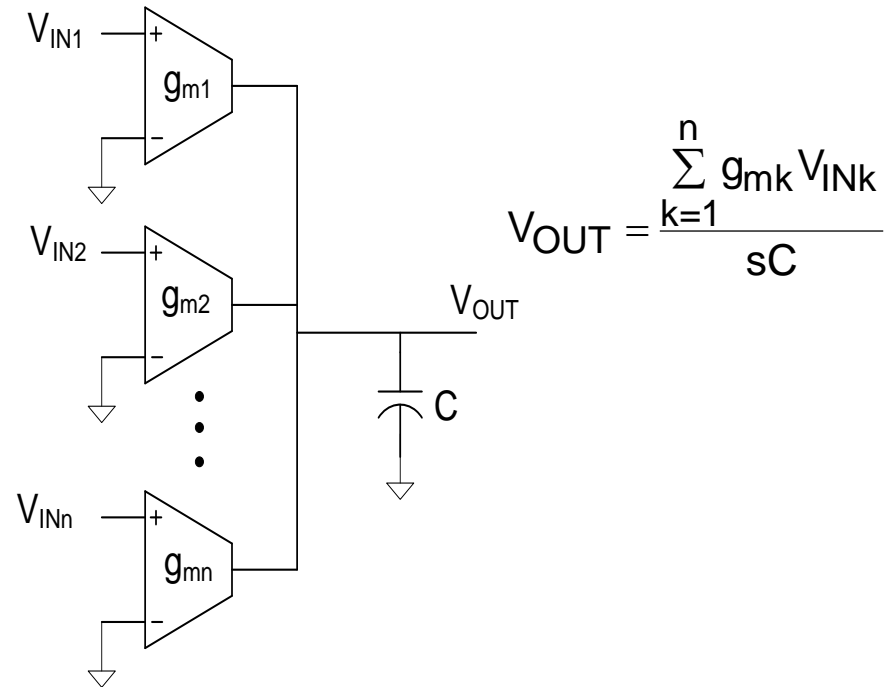 V_IN1
+
g_m1
−
V_IN2
+
g_m2
−
V_OUT
C
V_INn
+
g_mn
−
n
∑ g_mk V_INk
k=1
V_OUT =
sC